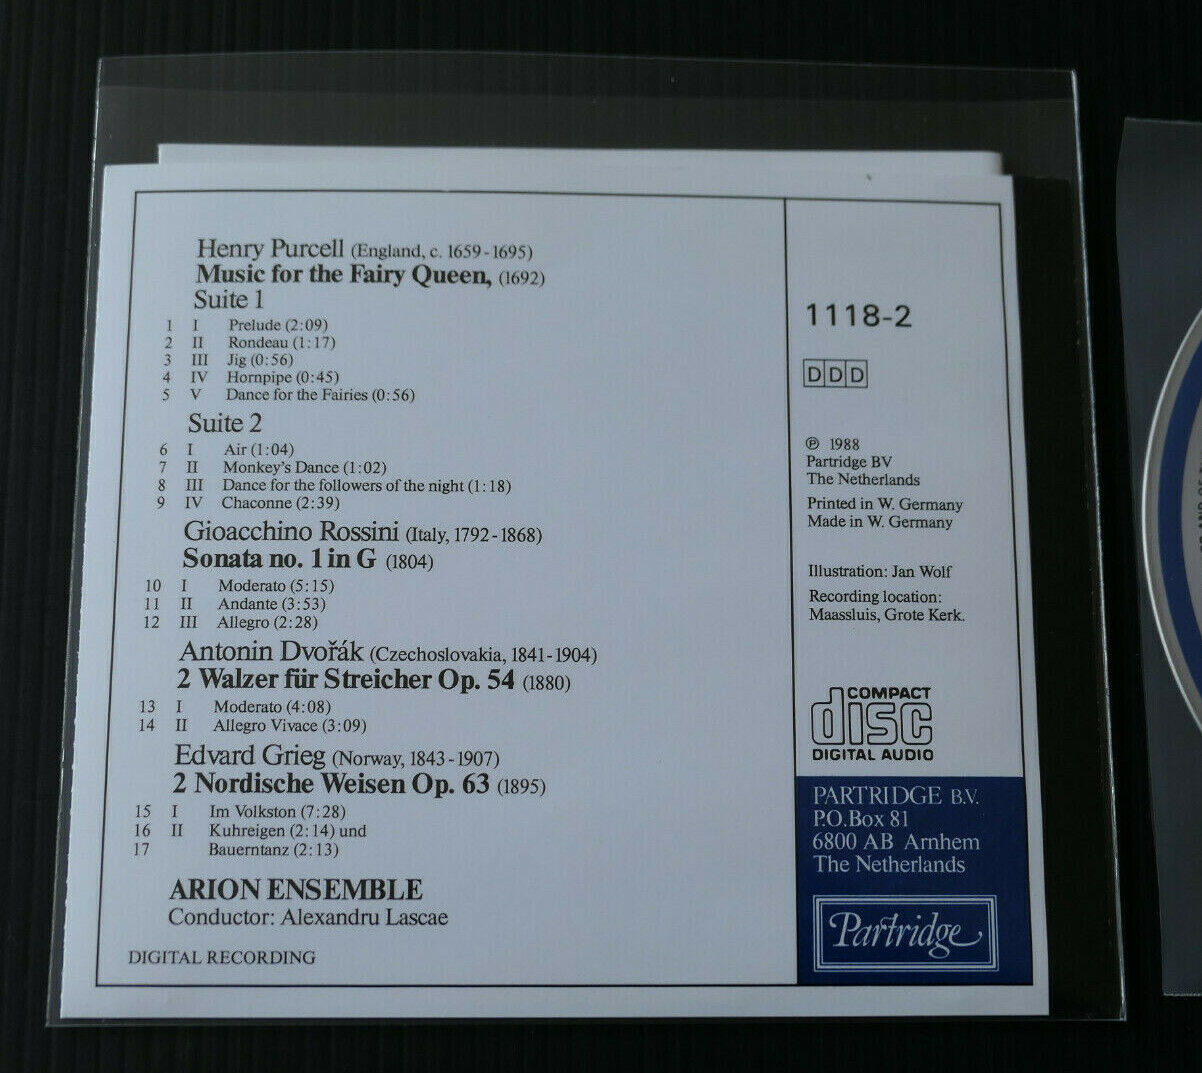 Henry Purcell (England, c. 1659-1695)
Music for the Fairy Queen, (1692)
Suite 1
1 I Prelude (2:09)
2 II Rondeau (1:17)
3 III Jig (0:56)
4 IV Hornpipe (0:45)
5 V Dance for the Fairies (0:56)
Suite 2
6 I Air (1:04)
7 II Monkey's Dance (1:02)
8 III Dance for the followers of the night (1:18)
9 IV Chaconne (2:39)
Gioacchino Rossini (Italy, 1792-1868)
Sonata no. 1 in G (1804)
10 I Moderato (5:15)
11 II Andante (3:53)
12 III Allegro (2:28)
Antonin Dvořák (Czechoslovakia, 1841-1904)
2 Walzer für Streicher Op. 54 (1880)
13 I Moderato (4:08)
14 II Allegro Vivace (3:09)
Edvard Grieg (Norway, 1843-1907)
2 Nordische Weisen Op. 63 (1895)
15 I Im Volkston (7:28)
16 II Kuhreigen (2:14) und
17 Bauerntanz (2:13)
ARION ENSEMBLE
Conductor: Alexandru Lascae
DIGITAL RECORDING
1118-2
DDD
℗ 1988
Partridge BV
The Netherlands
Printed in W. Germany
Made in W. Germany
Illustration: Jan Wolf
Recording location:
Maassluis, Grote Kerk.
COMPACT
disc
DIGITAL AUDIO
PARTRIDGE B.V.
P.O.Box 81
6800 AB Arnhem
The Netherlands
Partridge